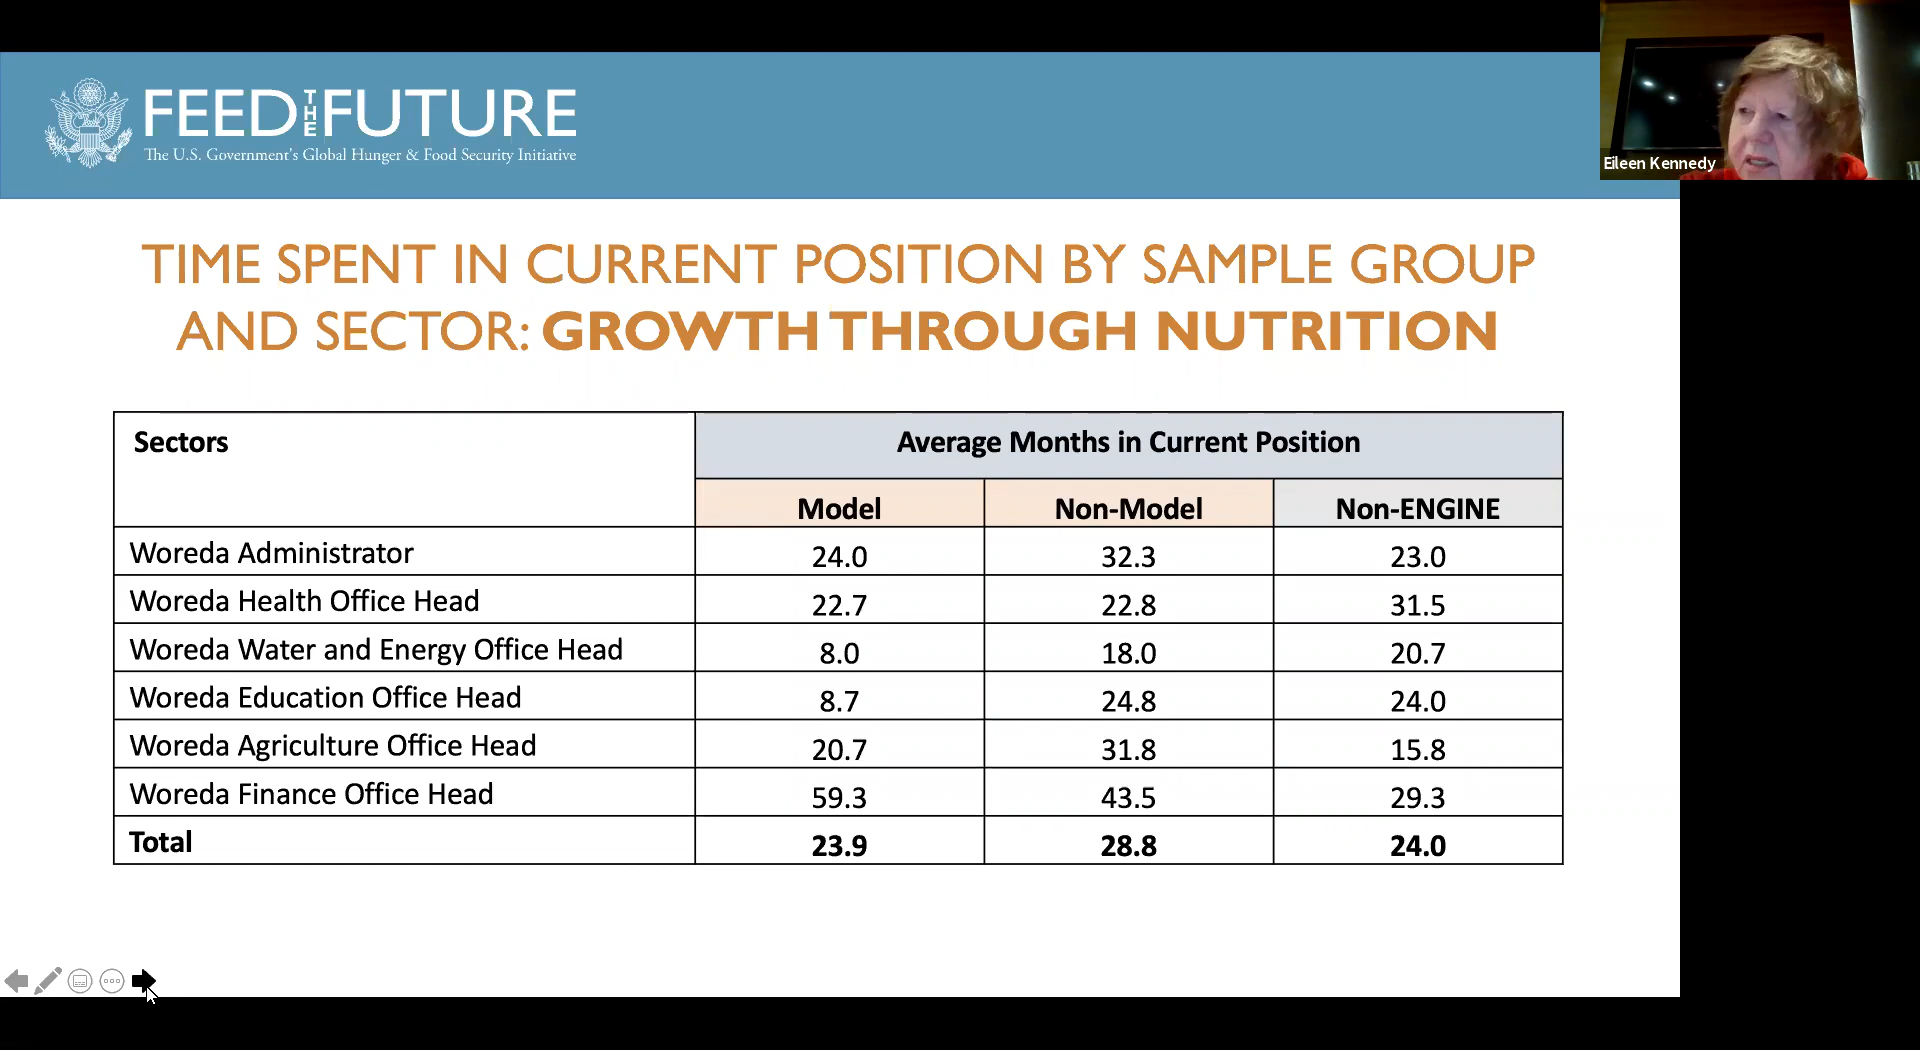 FEED THE FUTURE
The U.S. Government's Global Hunger & Food Security Initiative
Eileen Kennedy
TIME SPENT IN CURRENT POSITION BY SAMPLE GROUP
AND SECTOR: GROWTH THROUGH NUTRITION
Sectors Average Months in Current Position
Model Non-Model Non-ENGINE
Woreda Administrator 24.0 32.3 23.0
Woreda Health Office Head 22.7 22.8 31.5
Woreda Water and Energy Office Head 8.0 18.0 20.7
Woreda Education Office Head 8.7 24.8 24.0
Woreda Agriculture Office Head 20.7 31.8 15.8
Woreda Finance Office Head 59.3 43.5 29.3
Total 23.9 28.8 24.0